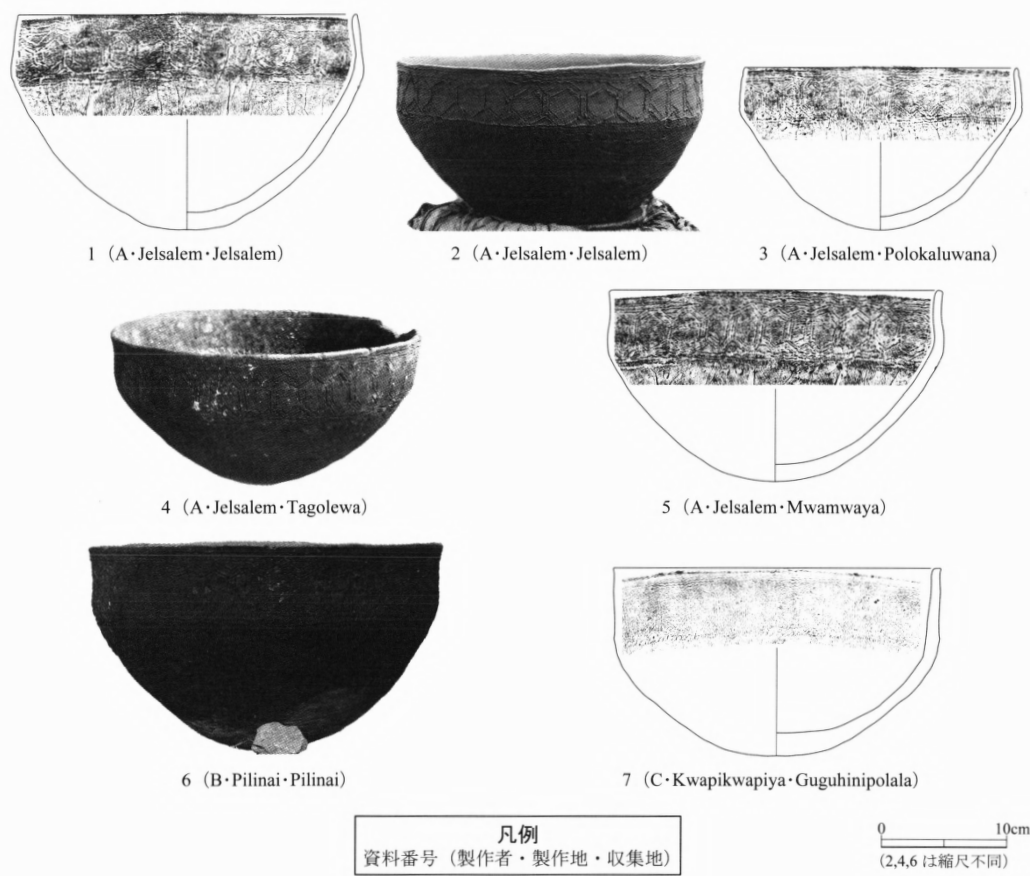 1 (A・Jelsalem・Jelsalem)
2 (A・Jelsalem・Jelsalem)
3 (A・Jelsalem・Polokaluwana)
4 (A・Jelsalem・Tagolewa)
5 (A・Jelsalem・Mwamwaya)
6 (B・Pilinai・Pilinai)
7 (C・Kwapikwapiya・Guguhinipolala)
凡例
資料番号（製作者・製作地・収集地）
0 10cm
(2,4,6 は縮尺不同)